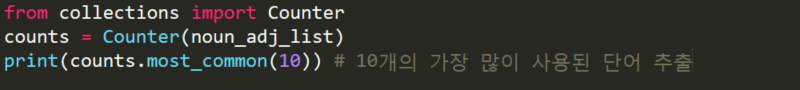 from collections import Counter
counts = Counter(noun_adj_list)
print(counts.most_common(10)) # 10개의 가장 많이 사용된 단어 추출